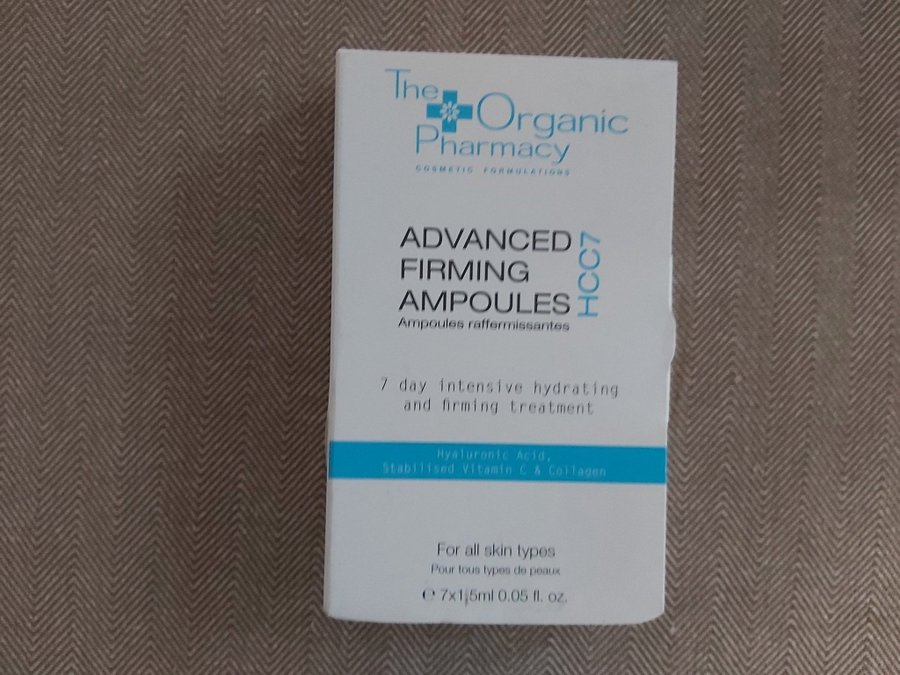 The Organic
Pharmacy
COSMETIC FORMULATIONS
ADVANCED
FIRMING
AMPOULES
HCC7
Ampoules raffermissantes
7 day intensive hydrating
and firming treatment
Hyaluronic Acid,
Stabilised Vitamin C & Collagen
For all skin types
Pour tous types de peaux
℮ 7x1,5ml 0.05 fl. oz.